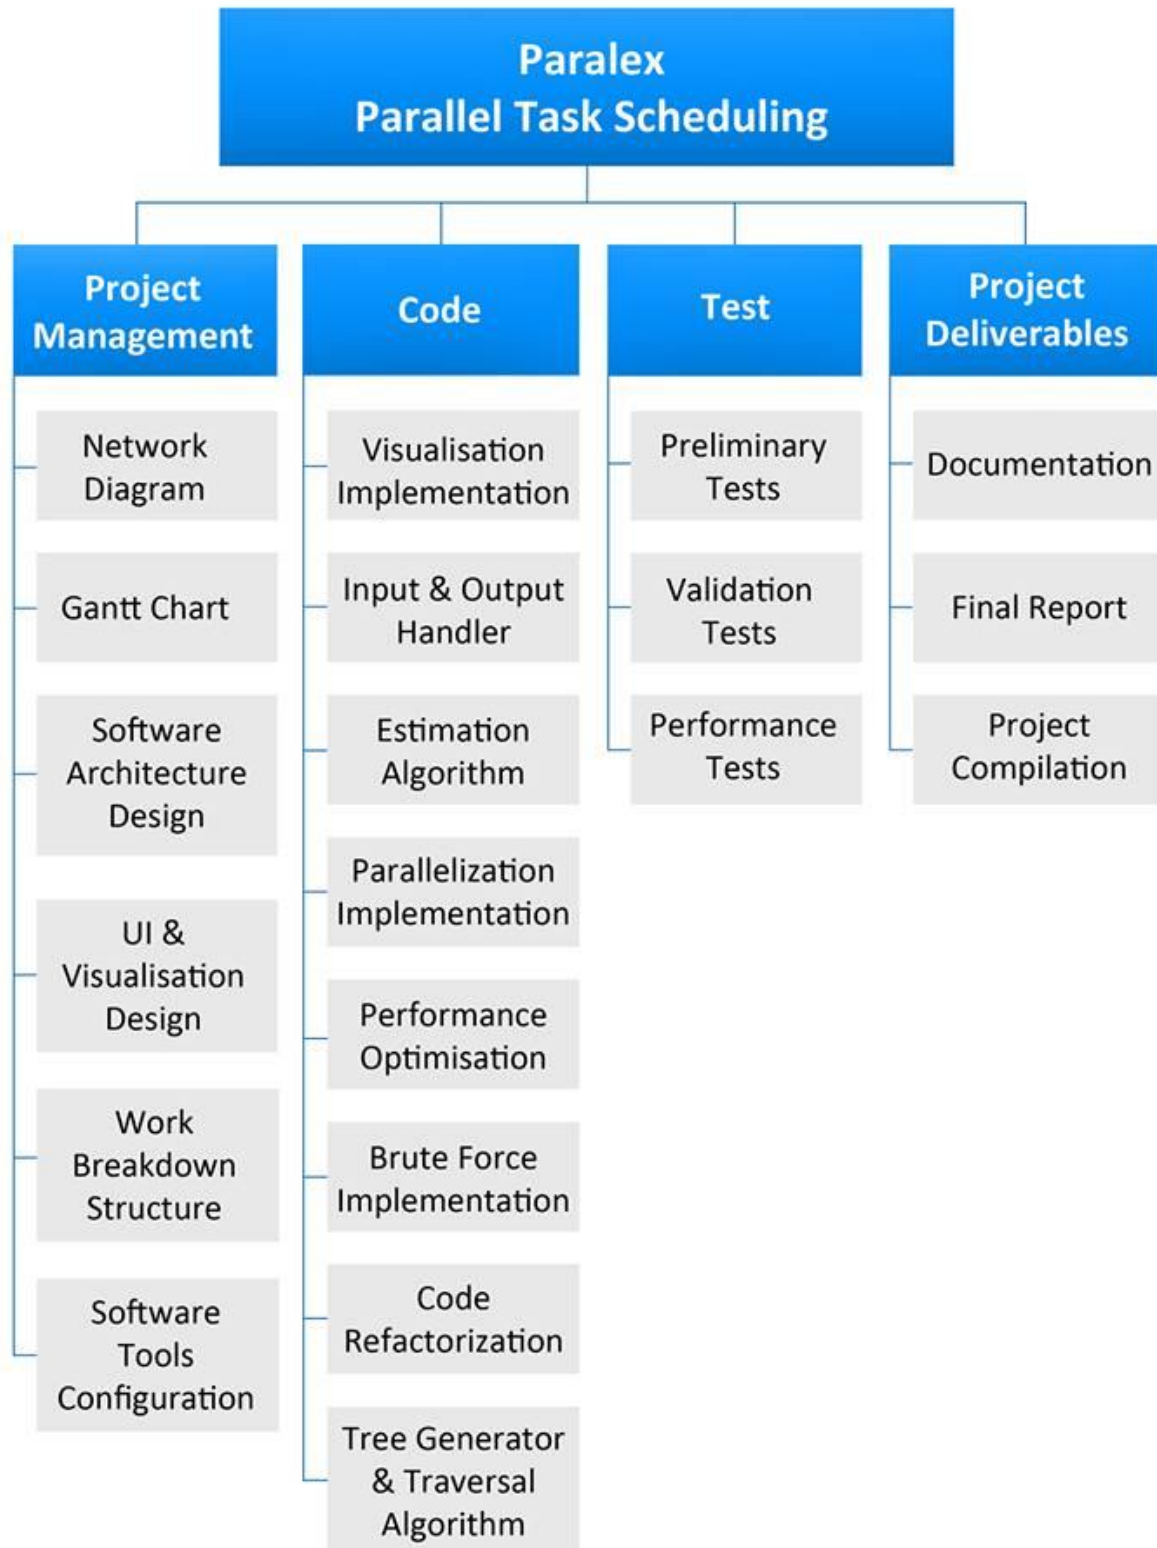 Paralex
Parallel Task Scheduling
Project
Management
Network
Diagram
Gantt Chart
Software
Architecture
Design
UI &
Visualisation
Design
Work
Breakdown
Structure
Software
Tools
Configuration
Code
Visualisation
Implementation
Input & Output
Handler
Estimation
Algorithm
Parallelization
Implementation
Performance
Optimisation
Brute Force
Implementation
Code
Refactorization
Tree Generator
& Traversal
Algorithm
Test
Preliminary
Tests
Validation
Tests
Performance
Tests
Project
Deliverables
Documentation
Final Report
Project
Compilation